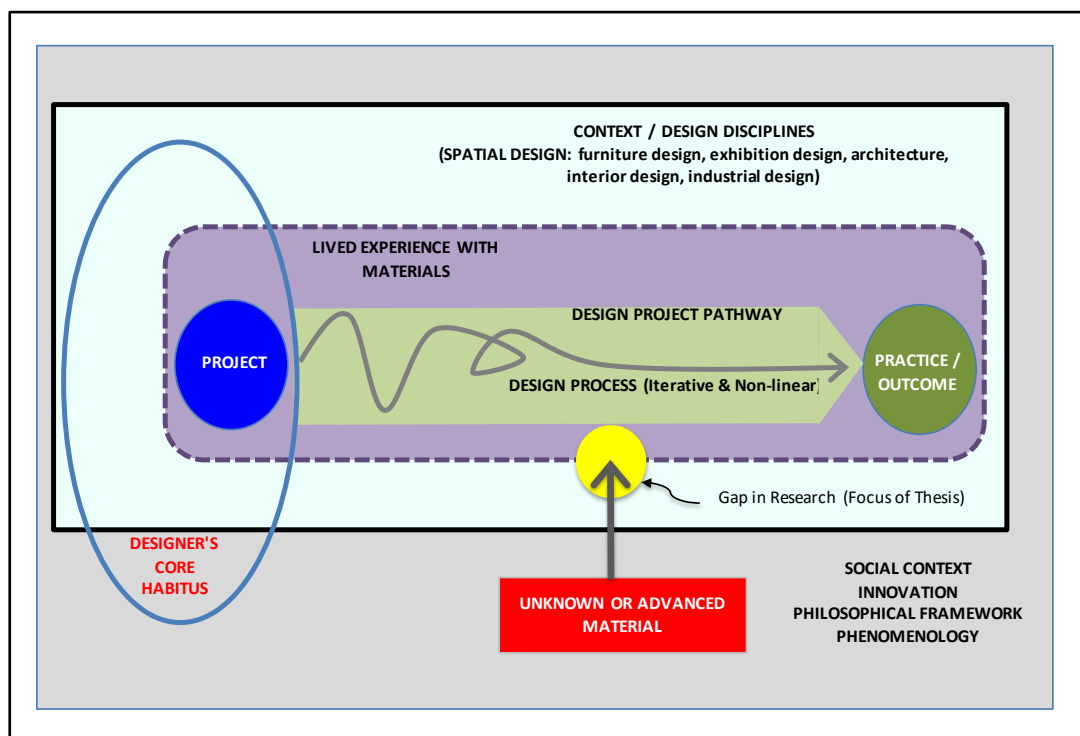 CONTEXT / DESIGN DISCIPLINES
(SPATIAL DESIGN: furniture design, exhibition design, architecture,
interior design, industrial design)
LIVED EXPERIENCE WITH
MATERIALS
DESIGN PROJECT PATHWAY
PROJECT
PRACTICE /
OUTCOME
DESIGN PROCESS (Iterative & Non-linear)
Gap in Research (Focus of Thesis)
DESIGNER'S
CORE
HABITUS
UNKNOWN OR ADVANCED
MATERIAL
SOCIAL CONTEXT
INNOVATION
PHILOSOPHICAL FRAMEWORK
PHENOMENOLOGY